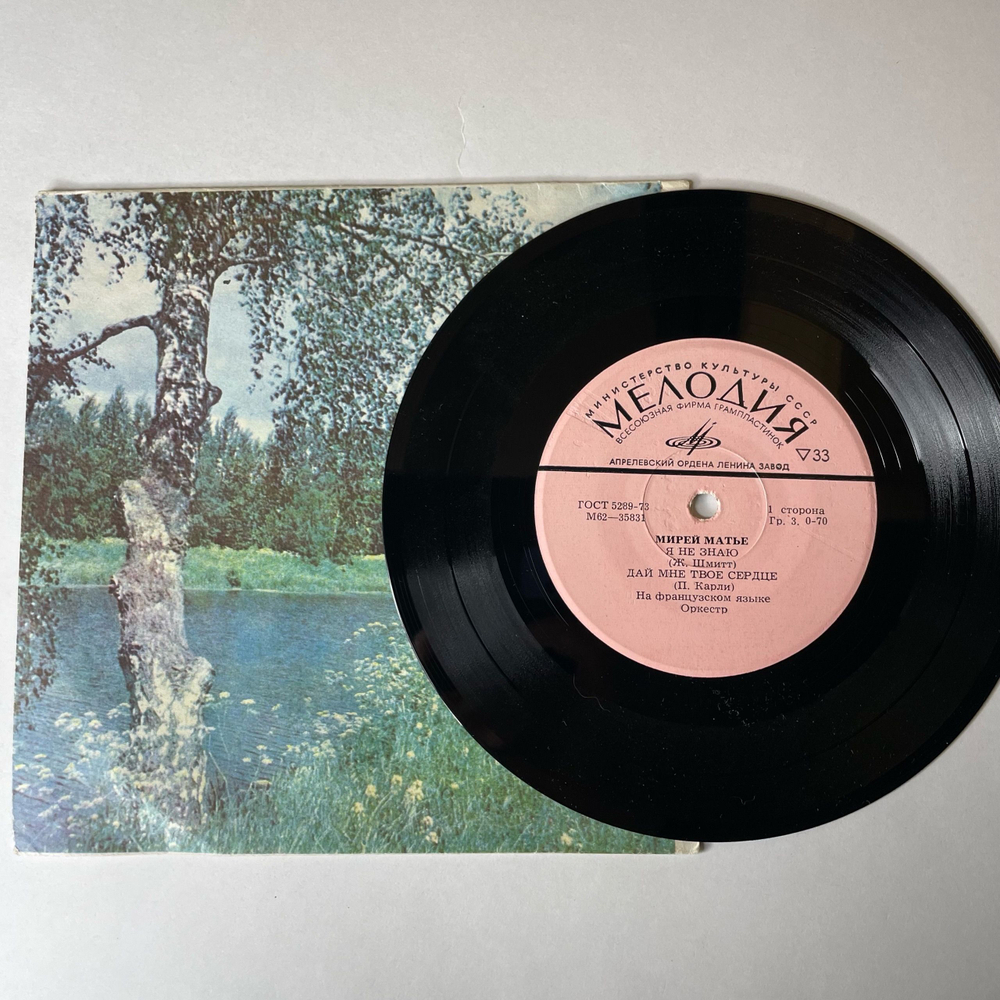 МИНИСТЕРСТВО КУЛЬТУРЫ СССР
МЕЛОДИЯ
ВСЕСОЮЗНАЯ ФИРМА ГРАМПЛАСТИНОК
▽33
АПРЕЛЕВСКИЙ ОРДЕНА ЛЕНИНА ЗАВОД
ГОСТ 5289-73
М62—35831
1 сторона
Гр. 3. 0-70
МИРЕЙ МАТЬЕ
Я НЕ ЗНАЮ
(Ж. Шмитт)
ДАЙ МНЕ ТВОЕ СЕРДЦЕ
(П. Карли)
На французском языке
Оркестр